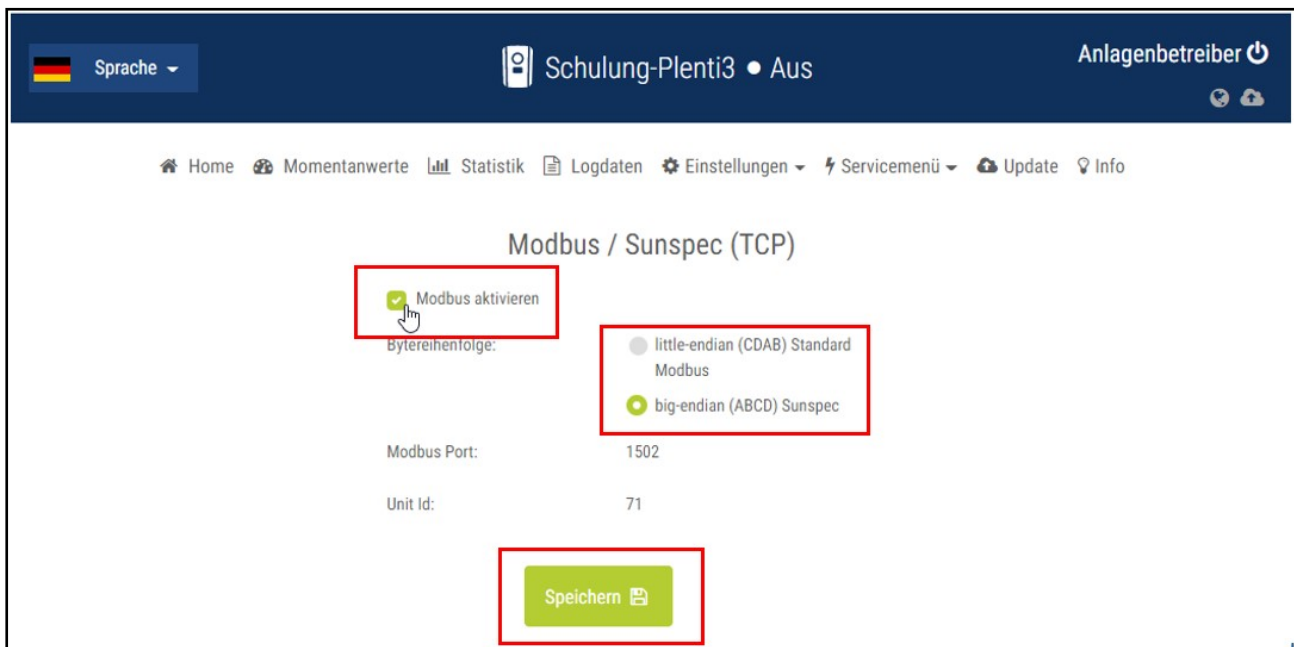 Sprache
Schulung-Plenti3 ● Aus
Anlagenbetreiber
Home Momentanwerte Statistik Logdaten Einstellungen Servicemenü Update Info
Modbus / Sunspec (TCP)
Modbus aktivieren
Bytereihenfolge:
little-endian (CDAB) Standard
Modbus
big-endian (ABCD) Sunspec
Modbus Port: 1502
Unit Id: 71
Speichern